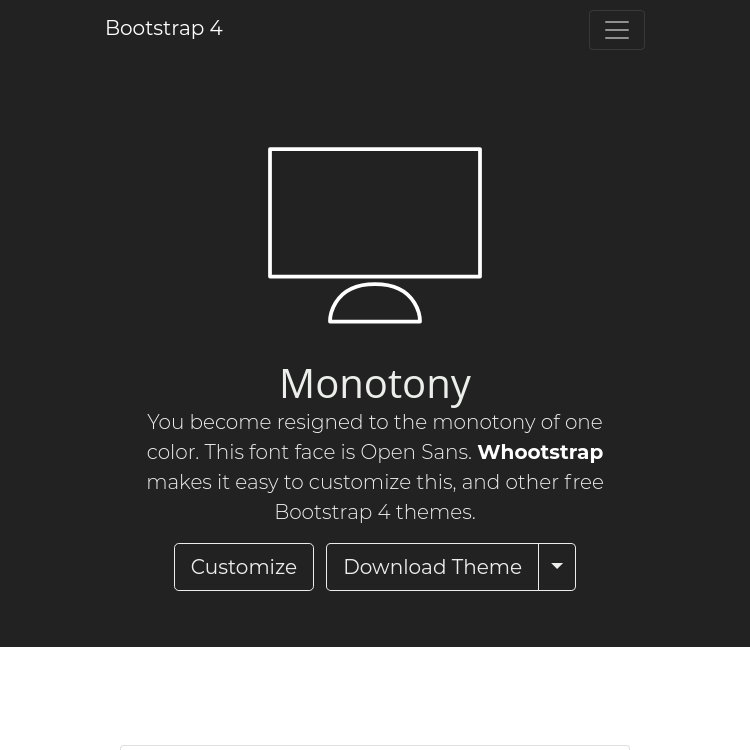 Bootstrap 4
Monotony
You become resigned to the monotony of one
color. This font face is Open Sans. Whootstrap
makes it easy to customize this, and other free
Bootstrap 4 themes.
Customize
Download Theme